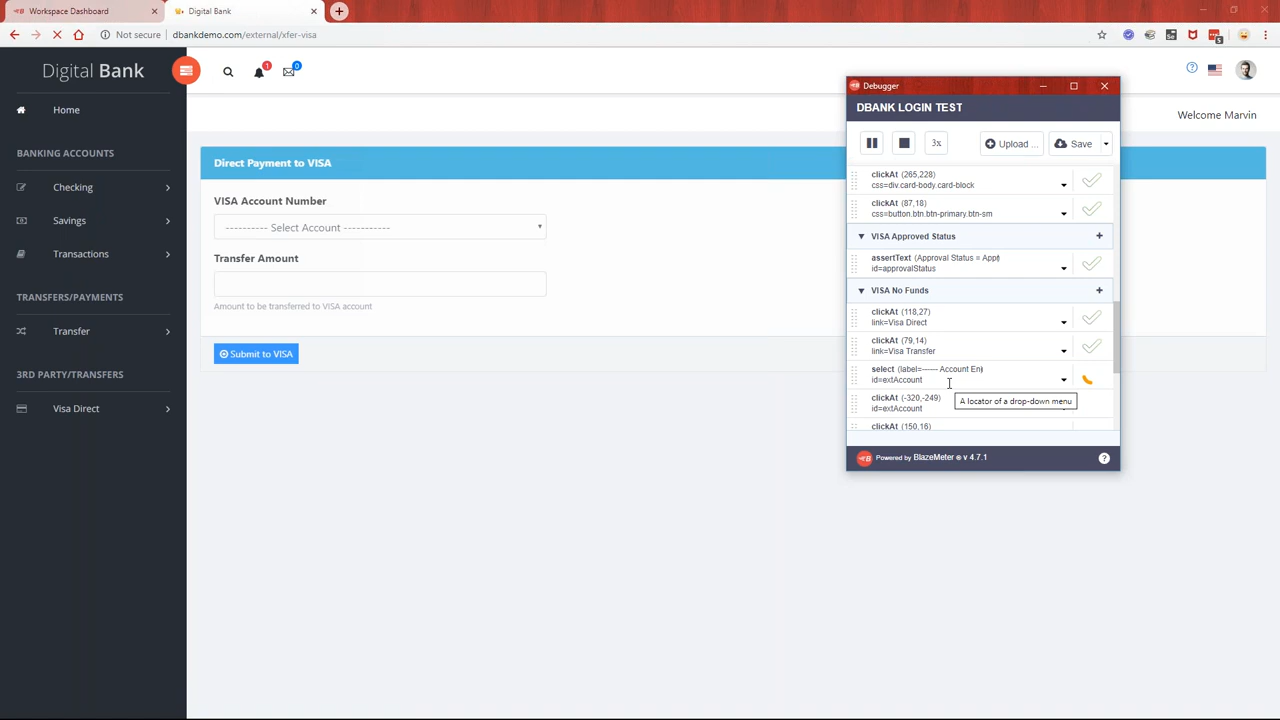 Workspace Dashboard
Digital Bank
Not secure
dbankdemo.com/external/xfer-visa
5
Digital Bank
1
0
Welcome Marvin
Home
BANKING ACCOUNTS
Checking
Savings
Transactions
TRANSFERS/PAYMENTS
Transfer
3RD PARTY/TRANSFERS
Visa Direct
Direct Payment to VISA
VISA Account Number
---------- Select Account -----------
Transfer Amount
Amount to be transferred to VISA account
Submit to VISA
Debugger
DBANK LOGIN TEST
3x
Upload ...
Save
clickAt (265,228)
css=div.card-body.card-block
clickAt (87,18)
css=button.btn.btn-primary.btn-sm
VISA Approved Status
+
assertText (Approval Status = Appr
id=approvalStatus
VISA No Funds
+
clickAt (118,27)
link=Visa Direct
clickAt (79,14)
link=Visa Transfer
select (label=------ Account En
id=extAccount
clickAt (-320,-249)
id=extAccount
A locator of a drop-down menu
clickAt (150,16)
Powered by BlazeMeter ® v 4.7.1
?